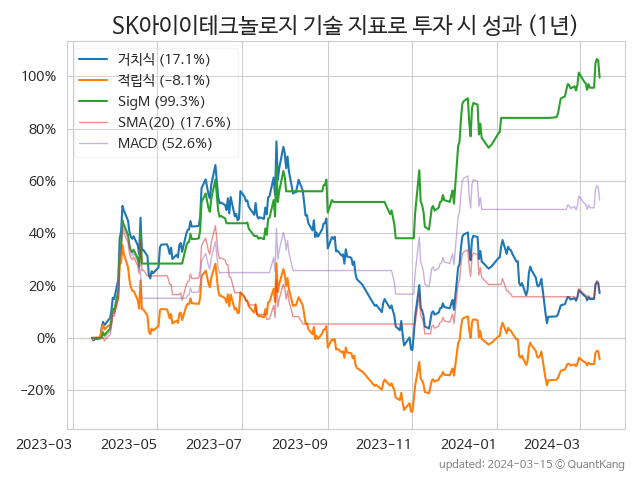 SK아이이테크놀로지 기술 지표로 투자 시 성과 (1년)
거치식 (17.1%)
적립식 (-8.1%)
SigM (99.3%)
SMA(20) (17.6%)
MACD (52.6%)
100%
80%
60%
40%
20%
0%
-20%
2023-03 2023-05 2023-07 2023-09 2023-11 2024-01 2024-03
updated: 2024-03-15 © QuantKang